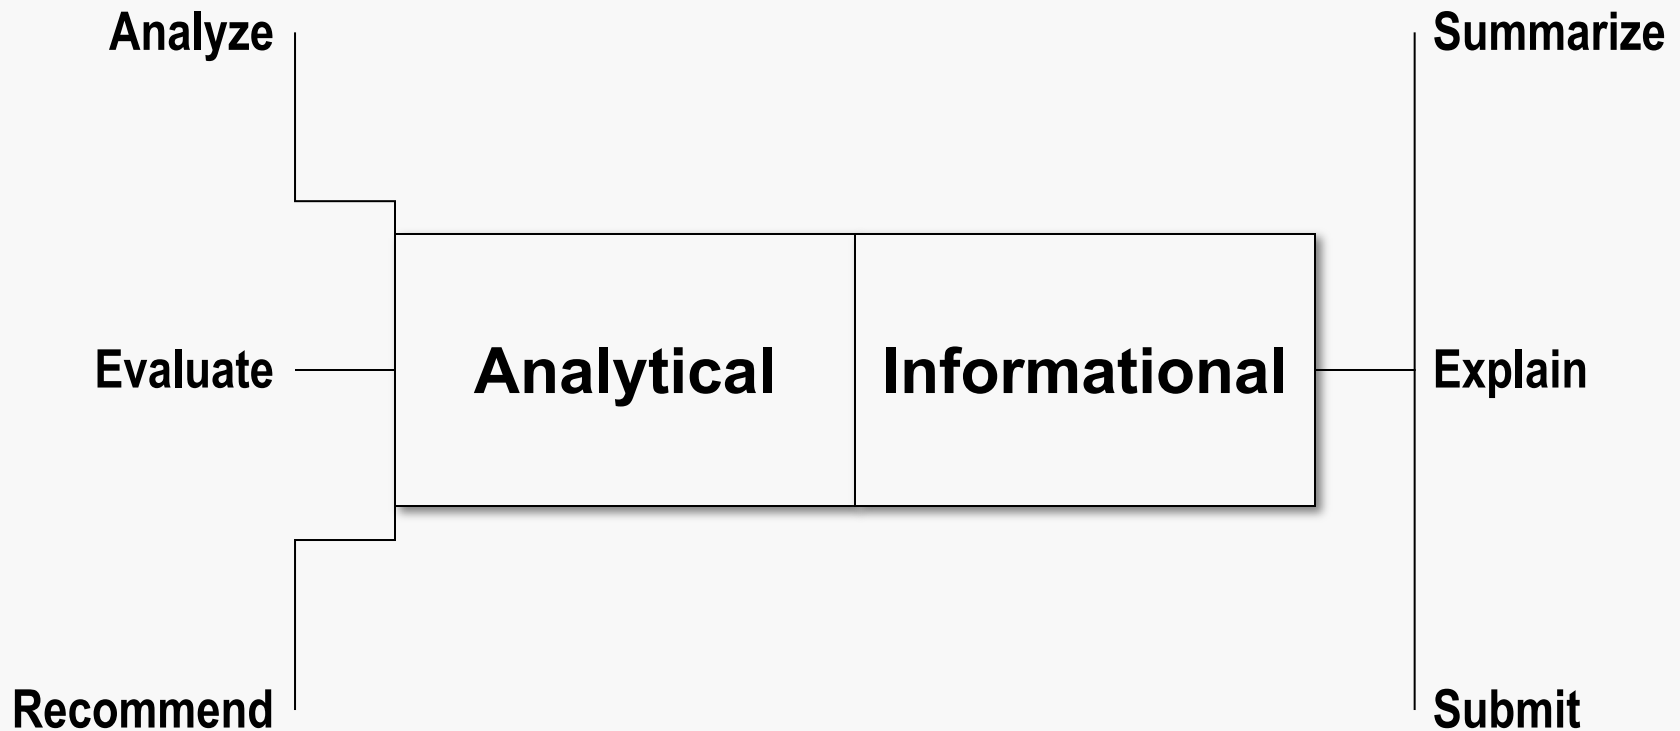 Analyze
Summarize
Evaluate
Analytical
Informational
Explain
Recommend
Submit